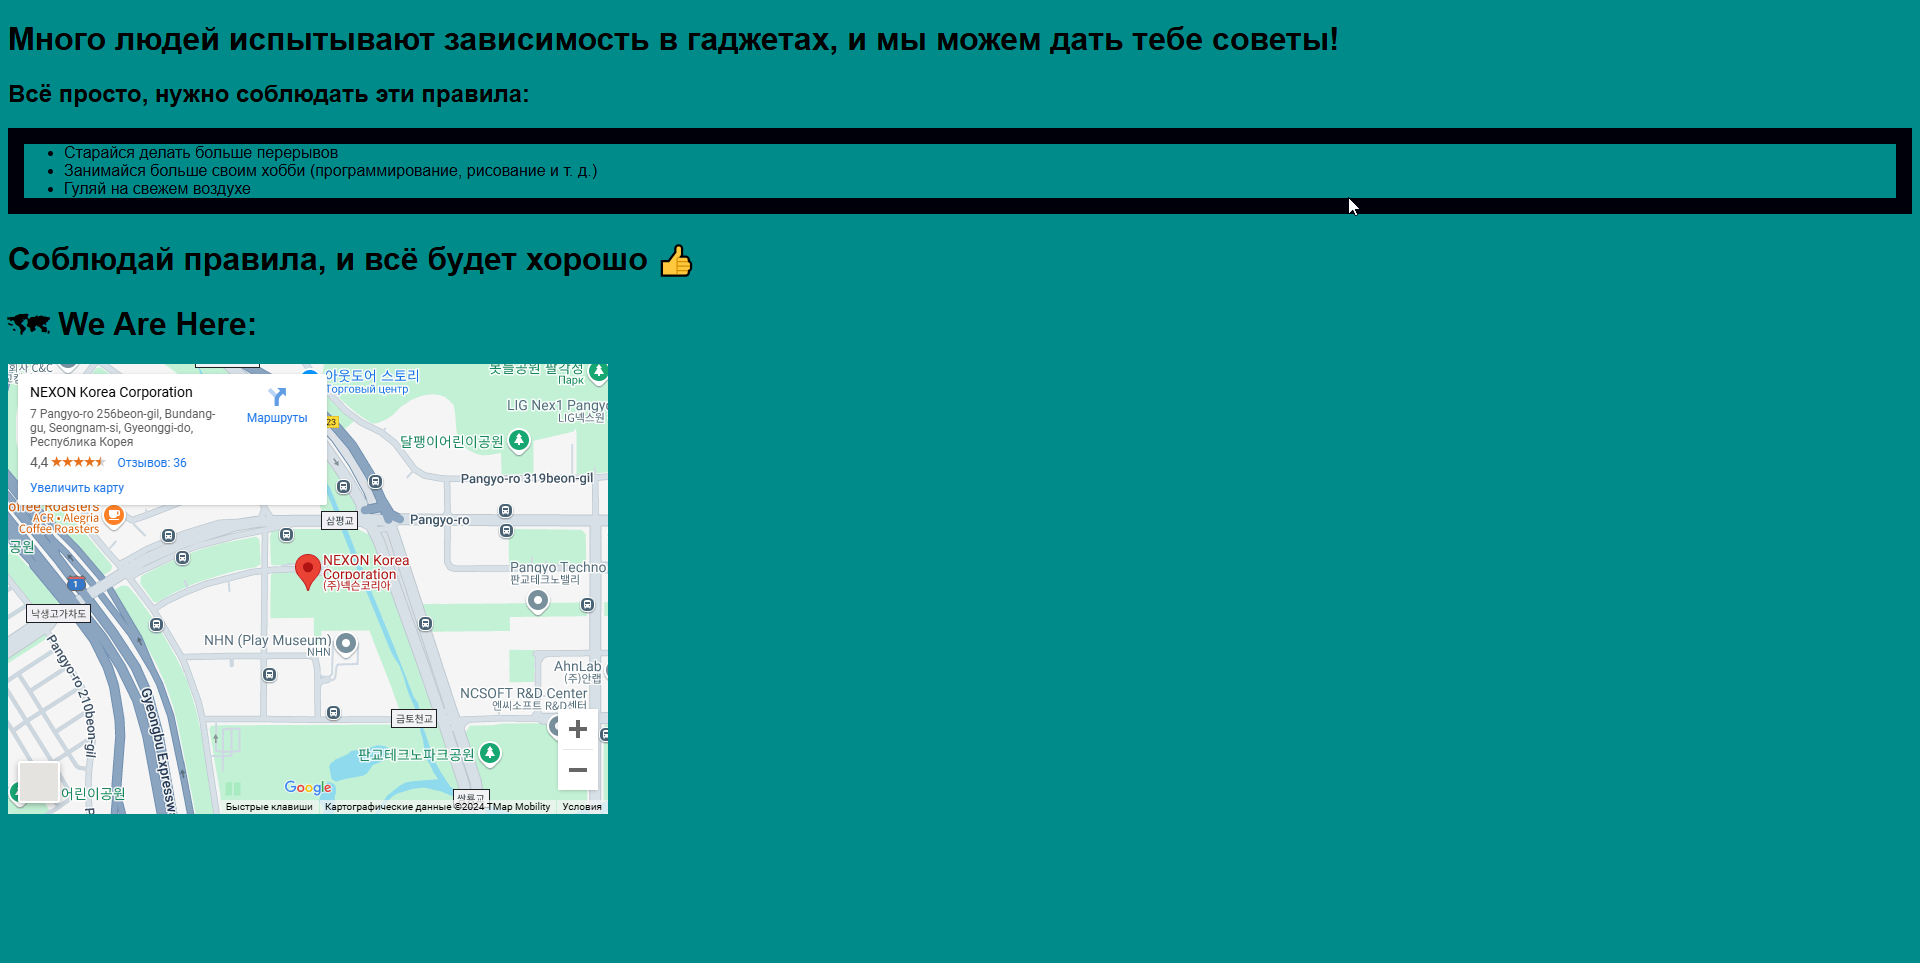 Много людей испытывают зависимость в гаджетах, и мы можем дать тебе советы!
Всё просто, нужно соблюдать эти правила:
Старайся делать больше перерывов
Занимайся больше своим хобби (программирование, рисование и т. д.)
Гуляй на свежем воздухе
Соблюдай правила, и всё будет хорошо 👍
🗺 We Are Here:
NEXON Korea Corporation
7 Pangyo-ro 256beon-gil, Bundang-
gu, Seongnam-si, Gyeonggi-do,
Республика Корея
4,4
Отзывов: 36
Увеличить карту
Маршруты
C&C
아웃도어 스토리
Торговый центр
Парк
LIG Nex1 Pangyo
LIG넥스원
23
달팽이어린이공원
Pangyo-ro 319beon-gil
삼평교
Pangyo-ro
offee Roasters
ACR • Alegria
Coffee Roasters
공원
NEXON Korea
Corporation
(주)넥슨코리아
Pangyo Techno
판교테크노밸리
1
낙생고가차도
NHN (Play Museum)
NHN
AhnLab
(주)안랩
NCSOFT R&D Center
엔씨소프트 R&D센터
Pangyo-ro 210beon-gil
Gyeongbu Expressw
금토천교
판교테크노파크공원
어린이공원
Google
Быстрые клавиши
Картографические данные ©2024 TMap Mobility
Условия